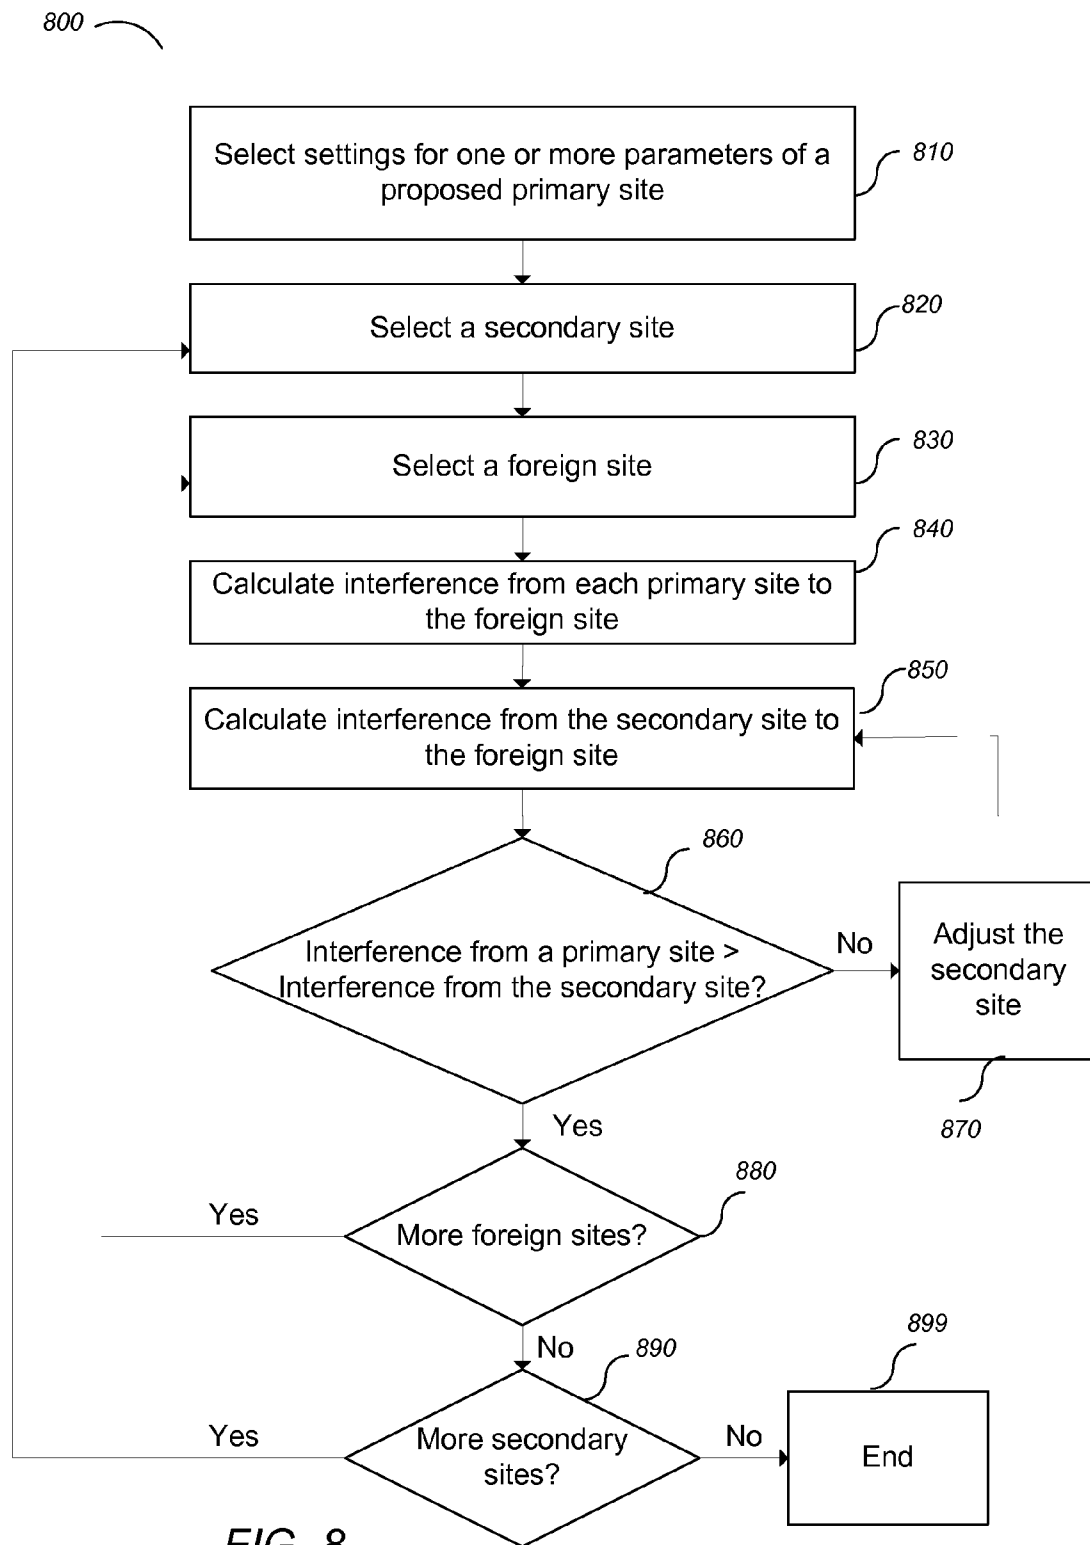 800
Select settings for one or more parameters of a
proposed primary site
810
Select a secondary site
820
Select a foreign site
830
Calculate interference from each primary site to
the foreign site
840
Calculate interference from the secondary site to
the foreign site
850
Interference from a primary site >
Interference from the secondary site?
860
No
Adjust the
secondary
site
870
Yes
More foreign sites?
880
Yes
No
More secondary
sites?
890
Yes
No
End
899
FIG. 8